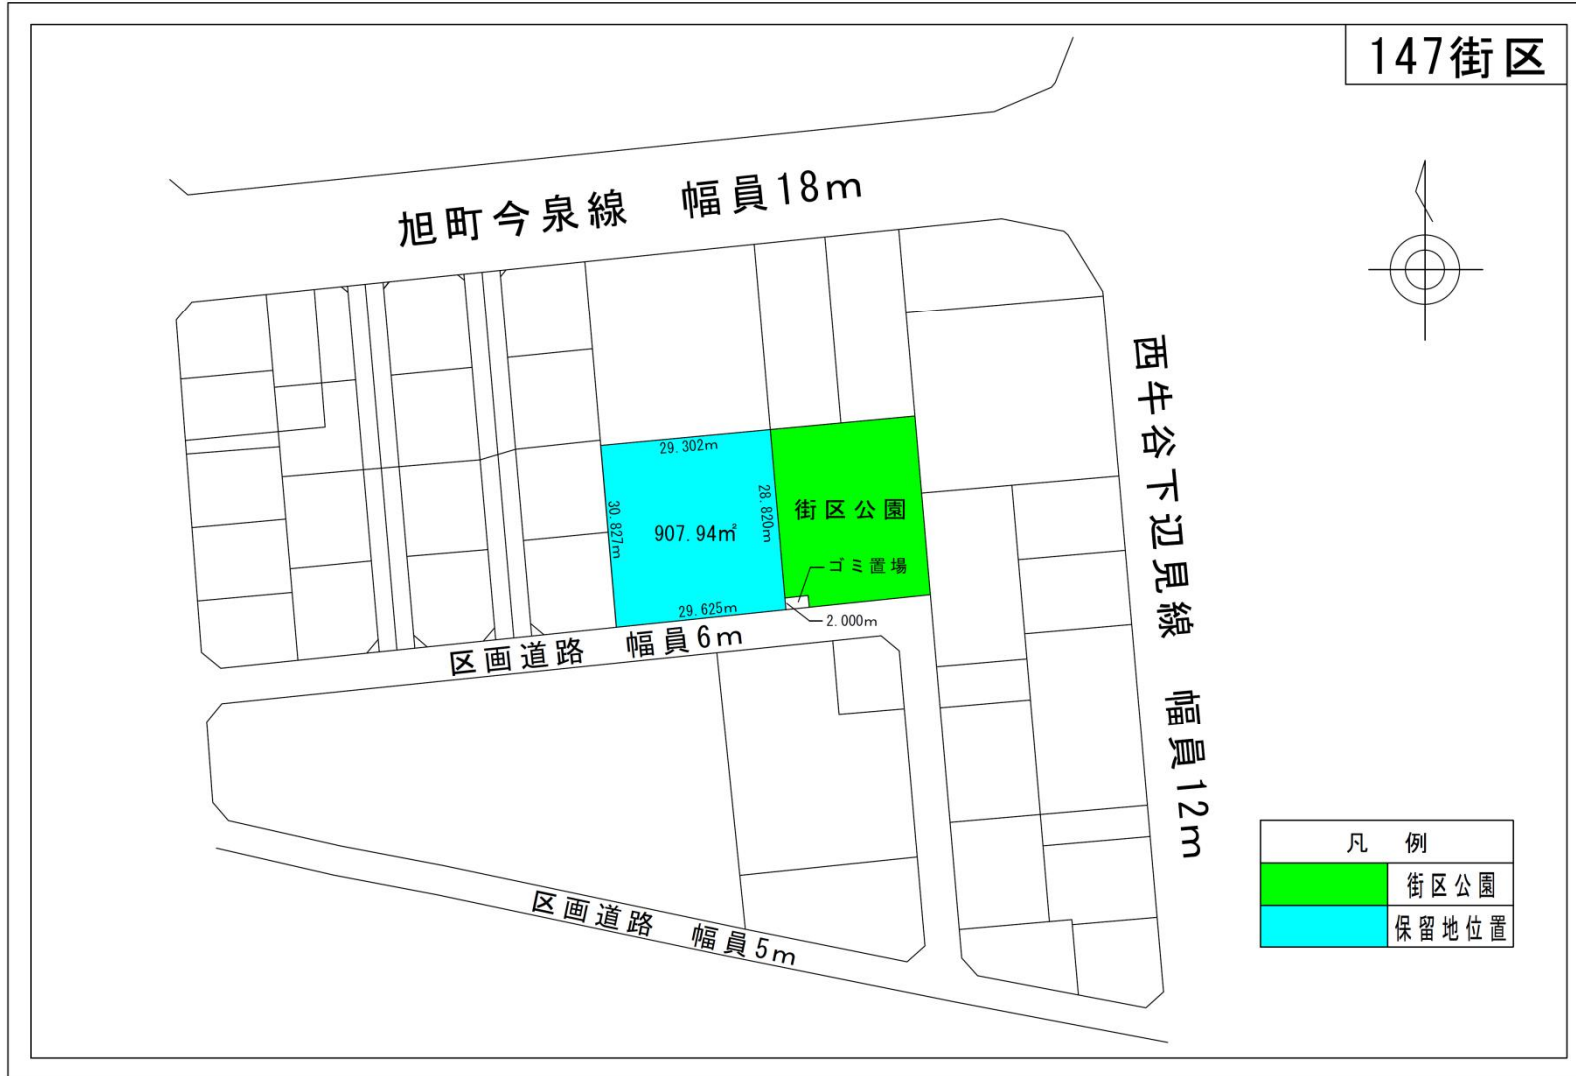 147街区
旭町今泉線 幅員18m
西牛谷下辺見線 幅員12m
29.302m
30.827m
28.820m
907.94㎡
29.625m
街区公園
ゴミ置場
2.000m
区画道路 幅員6m
区画道路 幅員5m
凡 例
街区公園
保留地位置